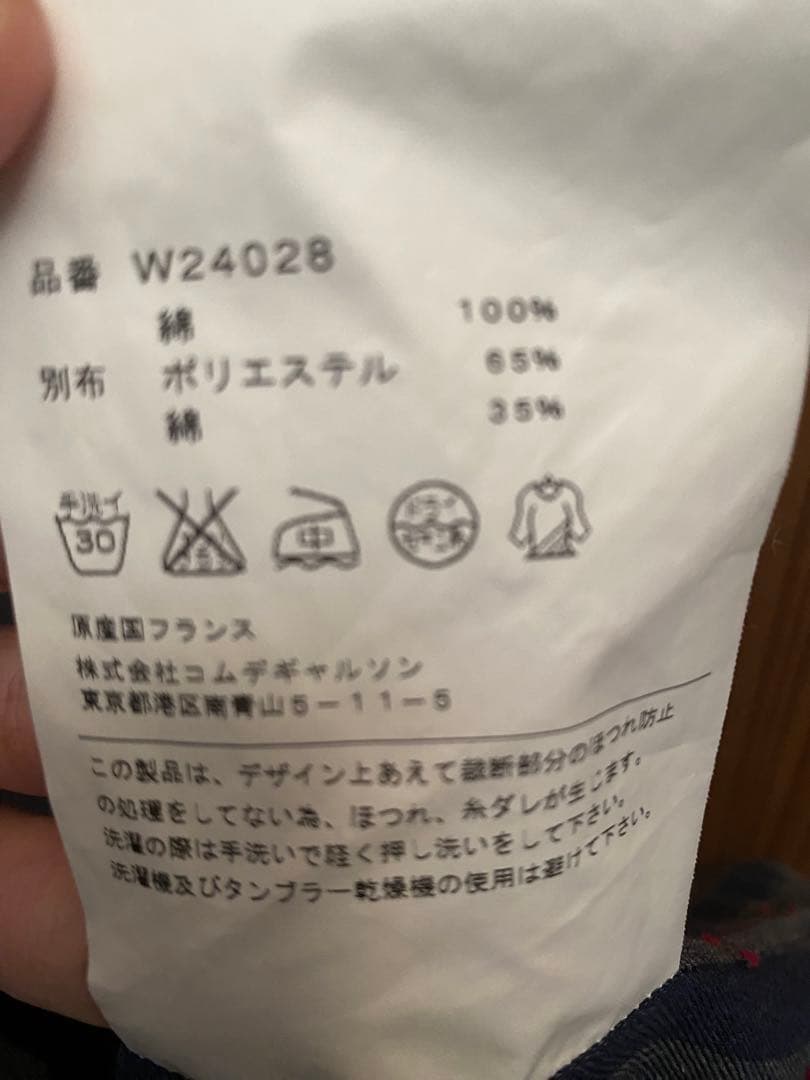 品番 W24028
綿 100%
別布 ポリエステル 65%
綿 35%
手洗イ
30
中
ドライ
セキユ系
原産国フランス
株式会社コムデギャルソン
東京都港区南青山5-11-5
この製品は、デザイン上あえて裁断部分のほつれ防止
の処理をしてない為、ほつれ、糸ダレが生じます。
洗濯の際は手洗いで軽く押し洗いをして下さい。
洗濯機及びタンブラー乾燥機の使用は避けて下さい。